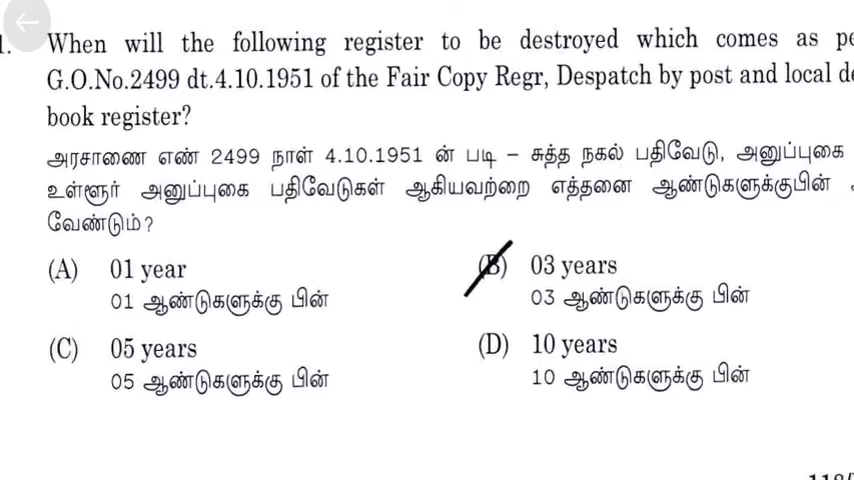 When will the following register to be destroyed which comes as
G.O.No.2499 dt.4.10.1951 of the Fair Copy Regr, Despatch by post and local
book register?
அரசாணை எண் 2499 நாள் 4.10.1951 ன் படி – சுத்த நகல் பதிவேடு, அனுப்புகை
உள்ளூர் அனுப்புகை பதிவேடுகள் ஆகியவற்றை எத்தனை ஆண்டுகளுக்குபின்
வேண்டும்?
(A) 01 year (B) 03 years
01 ஆண்டுகளுக்கு பின் 03 ஆண்டுகளுக்கு பின்
(C) 05 years (D) 10 years
05 ஆண்டுகளுக்கு பின் 10 ஆண்டுகளுக்கு பின்